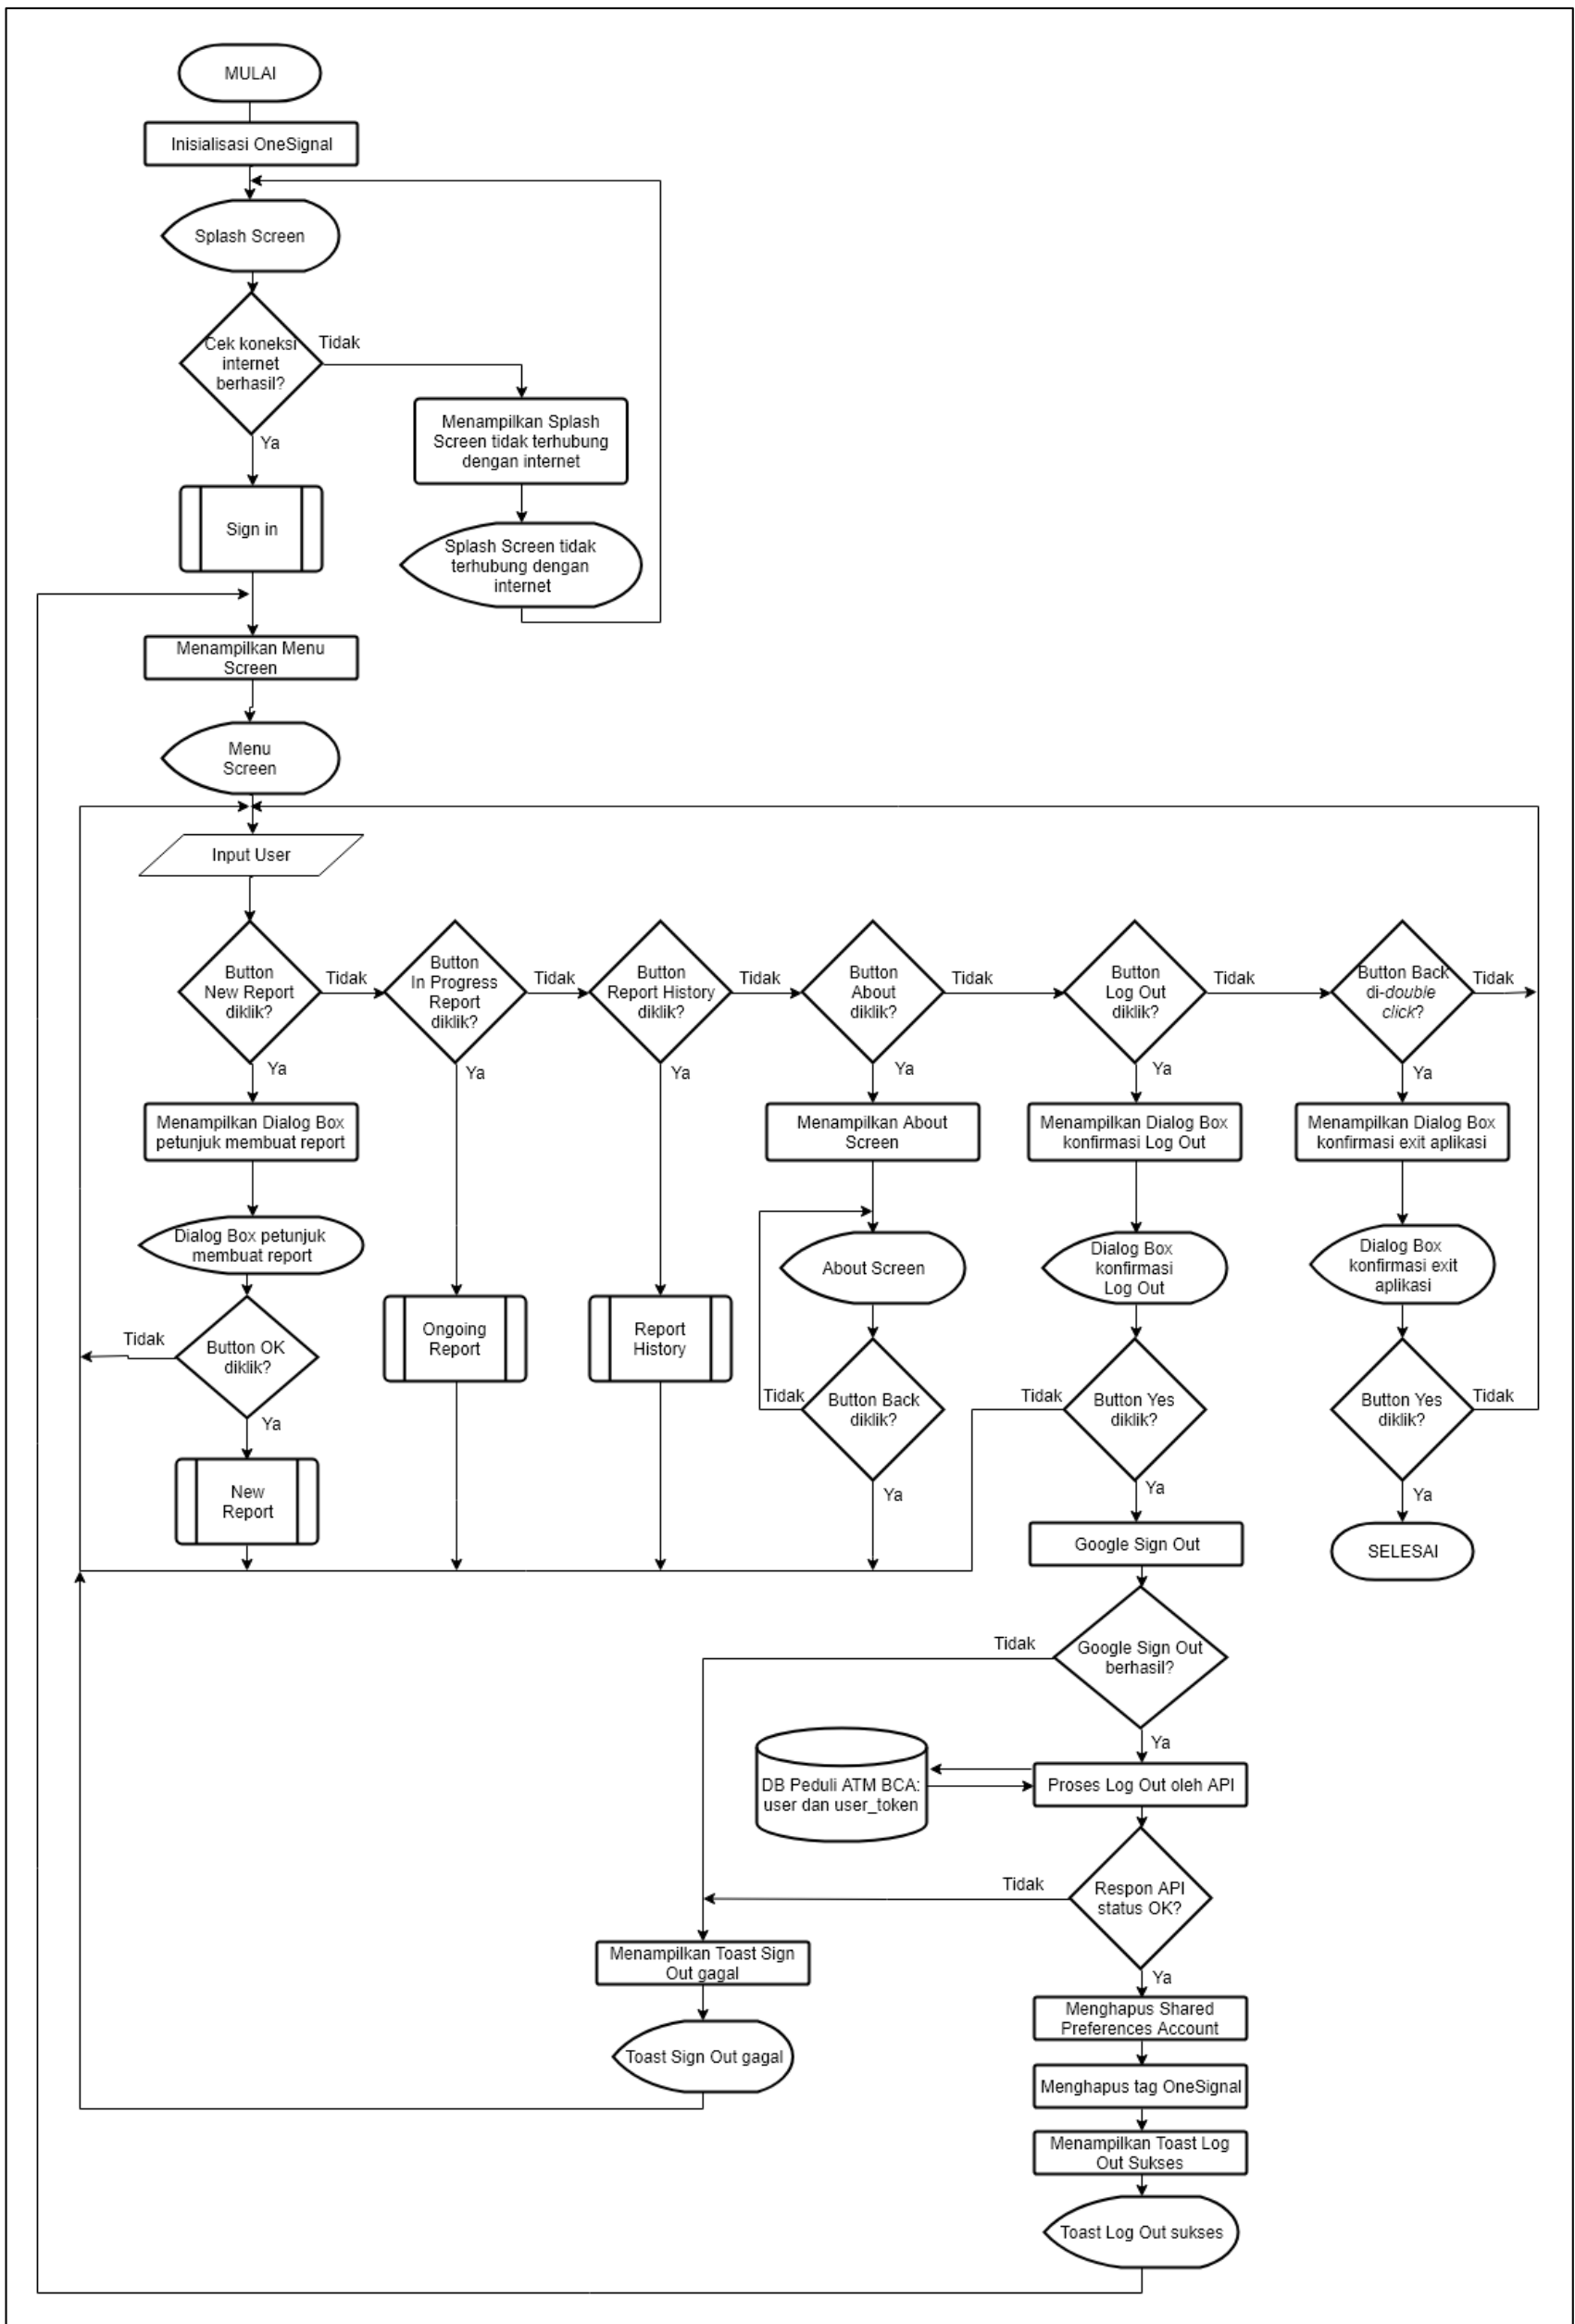 MULAI
Inisialisasi OneSignal
Splash Screen
Cek koneksi
internet
berhasil?
Tidak
Ya
Menampilkan Splash
Screen tidak terhubung
dengan internet
Sign in
Splash Screen tidak
terhubung dengan
internet
Menampilkan Menu
Screen
Menu
Screen
Input User
Button
New Report
diklik?
Tidak
Button
In Progress
Report
diklik?
Tidak
Button
Report History
diklik?
Tidak
Button
About
diklik?
Tidak
Button
Log Out
diklik?
Tidak
Button Back
di-double
click?
Tidak
Ya
Ya
Ya
Ya
Ya
Ya
Menampilkan Dialog Box
petunjuk membuat report
Menampilkan About
Screen
Menampilkan Dialog Box
konfirmasi Log Out
Menampilkan Dialog Box
konfirmasi exit aplikasi
Dialog Box petunjuk
membuat report
About Screen
Dialog Box
konfirmasi
Log Out
Dialog Box
konfirmasi exit
aplikasi
Tidak
Button OK
diklik?
Ya
Ongoing
Report
Report
History
Tidak
Button Back
diklik?
Ya
Tidak
Button Yes
diklik?
Ya
Button Yes
diklik?
Tidak
Ya
New
Report
Google Sign Out
SELESAI
Tidak
Google Sign Out
berhasil?
Ya
DB Peduli ATM BCA:
user dan user_token
Proses Log Out oleh API
Tidak
Respon API
status OK?
Ya
Menampilkan Toast Sign
Out gagal
Menghapus Shared
Preferences Account
Toast Sign Out gagal
Menghapus tag OneSignal
Menampilkan Toast Log
Out Sukses
Toast Log Out sukses